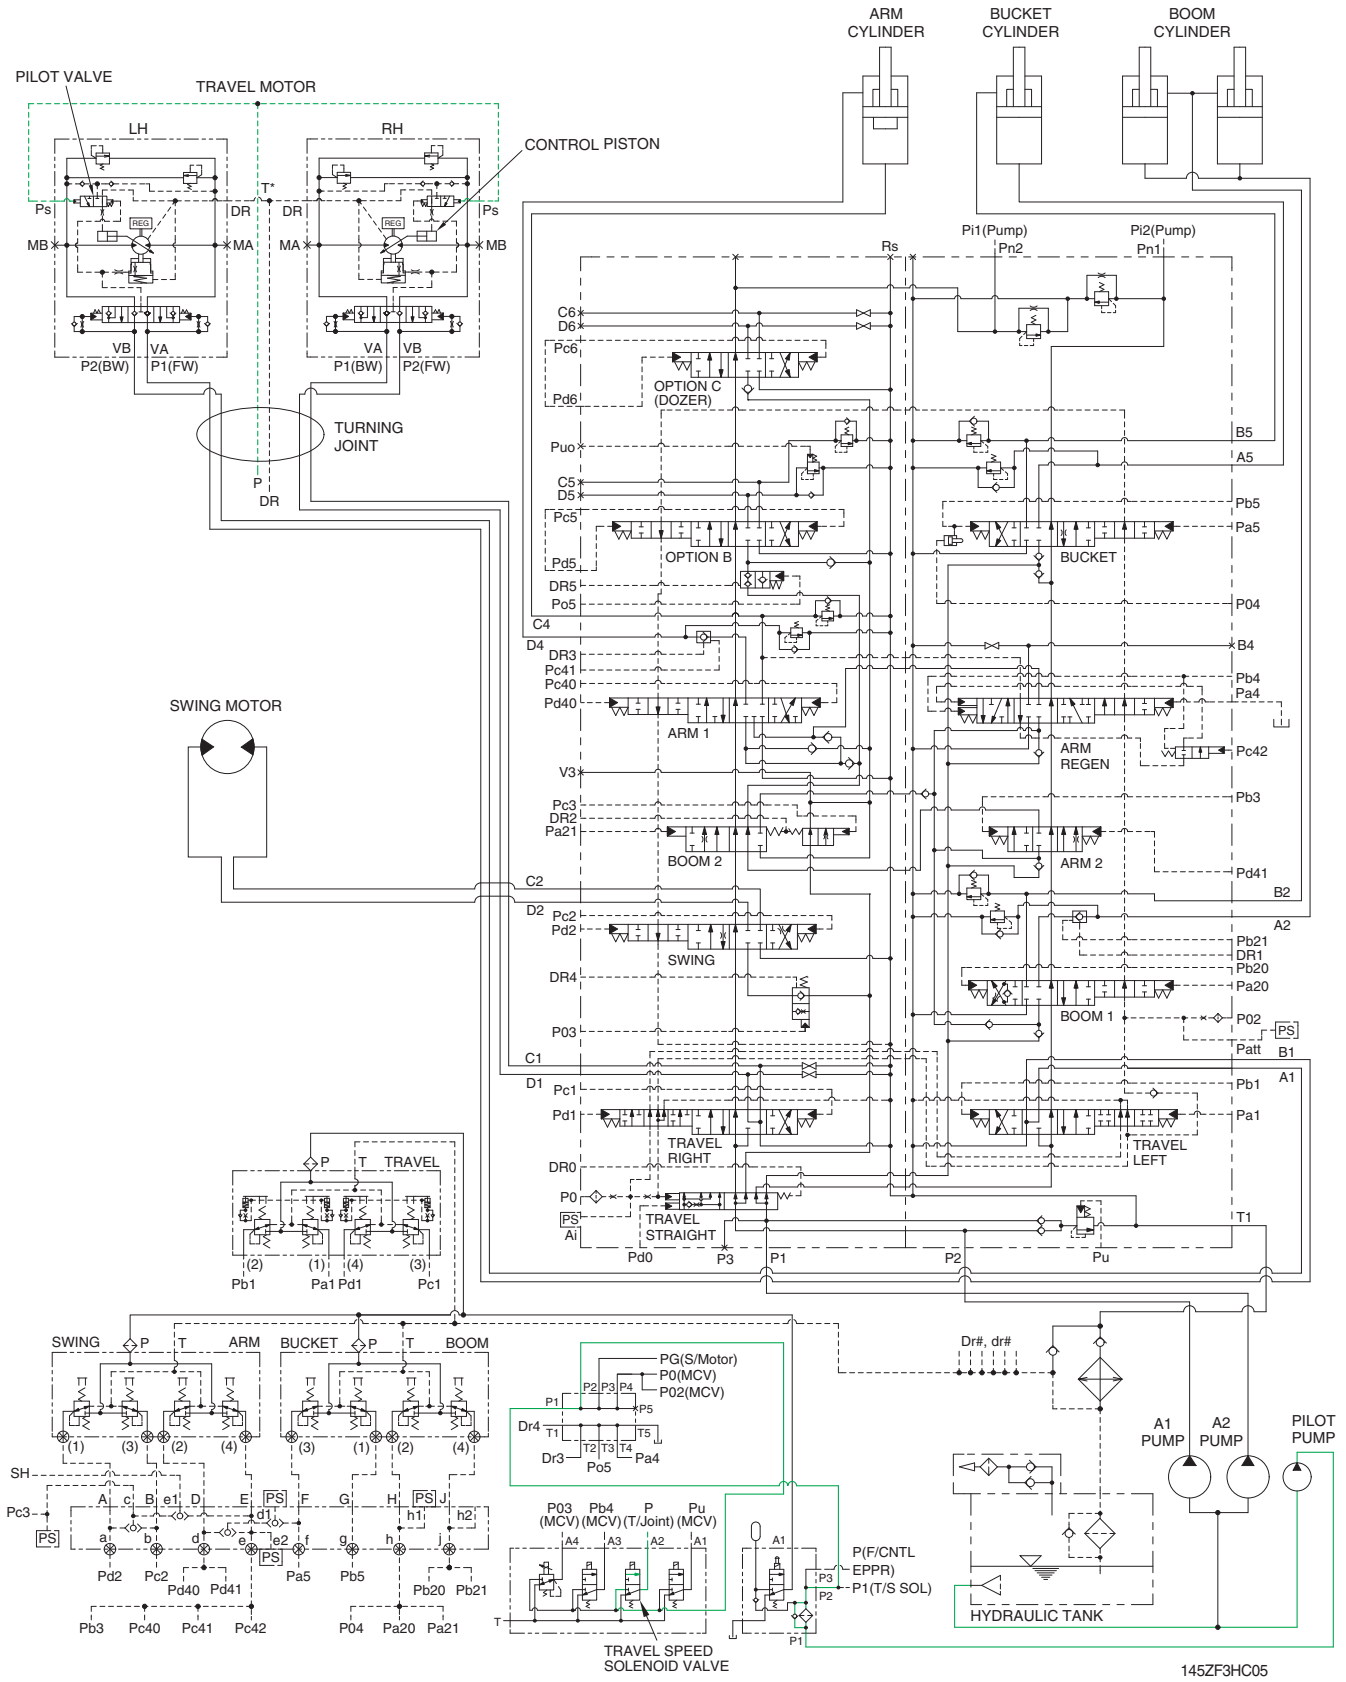 ARM
CYLINDER
BUCKET
CYLINDER
BOOM
CYLINDER
PILOT VALVE
TRAVEL MOTOR
LH
RH
CONTROL PISTON
T*
Ps
DR
DR
Ps
REG
REG
MB
MA
MA
MB
VB
VA
VA
VB
P2(BW)
P1(FW)
P1(BW)
P2(FW)
TURNING
JOINT
P
DR
Rs
Pi1(Pump)
Pn2
Pi2(Pump)
Pn1
C6
D6
Pc6
Pd6
OPTION C
(DOZER)
Puo
C5
D5
Pc5
Pd5
OPTION B
DR5
Po5
C4
D4
DR3
Pc41
Pc40
Pd40
ARM 1
V3
Pc3
DR2
Pa21
BOOM 2
C2
D2
Pc2
Pd2
SWING
DR4
P03
C1
D1
Pc1
Pd1
TRAVEL
RIGHT
DR0
P0
PS
Ai
TRAVEL
STRAIGHT
Pd0
P3
P1
P2
Pu
T1
B5
A5
Pb5
Pa5
BUCKET
P04
B4
Pb4
Pa4
ARM
REGEN
Pc42
Pb3
ARM 2
Pd41
B2
A2
Pb21
DR1
Pb20
Pa20
BOOM 1
P02
PS
Patt
B1
A1
Pb1
Pa1
TRAVEL
LEFT
SWING MOTOR
P
T
TRAVEL
(2)
(1)
(4)
(3)
Pb1
Pa1
Pd1
Pc1
SWING
P
T
ARM
BUCKET
P
T
BOOM
(1)
(3)
(2)
(4)
(3)
(1)
(2)
(4)
SH
Pc3
PS
A
c
B
e1
D
E
PS
d1
F
G
H
PS
h1
J
h2
a
b
d
e
e2
PS
f
g
h
j
Pd2
Pc2
Pd40
Pd41
Pa5
Pb5
Pb20
Pb21
Pb3
Pc40
Pc41
Pc42
P04
Pa20
Pa21
PG(S/Motor)
P0(MCV)
P02(MCV)
P2
P3
P4
P1
P5
Dr4
T1
T5
T2
T3
T4
Dr3
Po5
Pa4
P03
(MCV)
Pb4
(MCV)
P
(T/Joint)
Pu
(MCV)
A4
A3
A2
A1
T
TRAVEL SPEED
SOLENOID VALVE
A1
P(F/CNTL
EPPR)
P3
P2
P1(T/S SOL)
P1
Dr#, dr#
A1
PUMP
A2
PUMP
PILOT
PUMP
HYDRAULIC TANK
145ZF3HC05